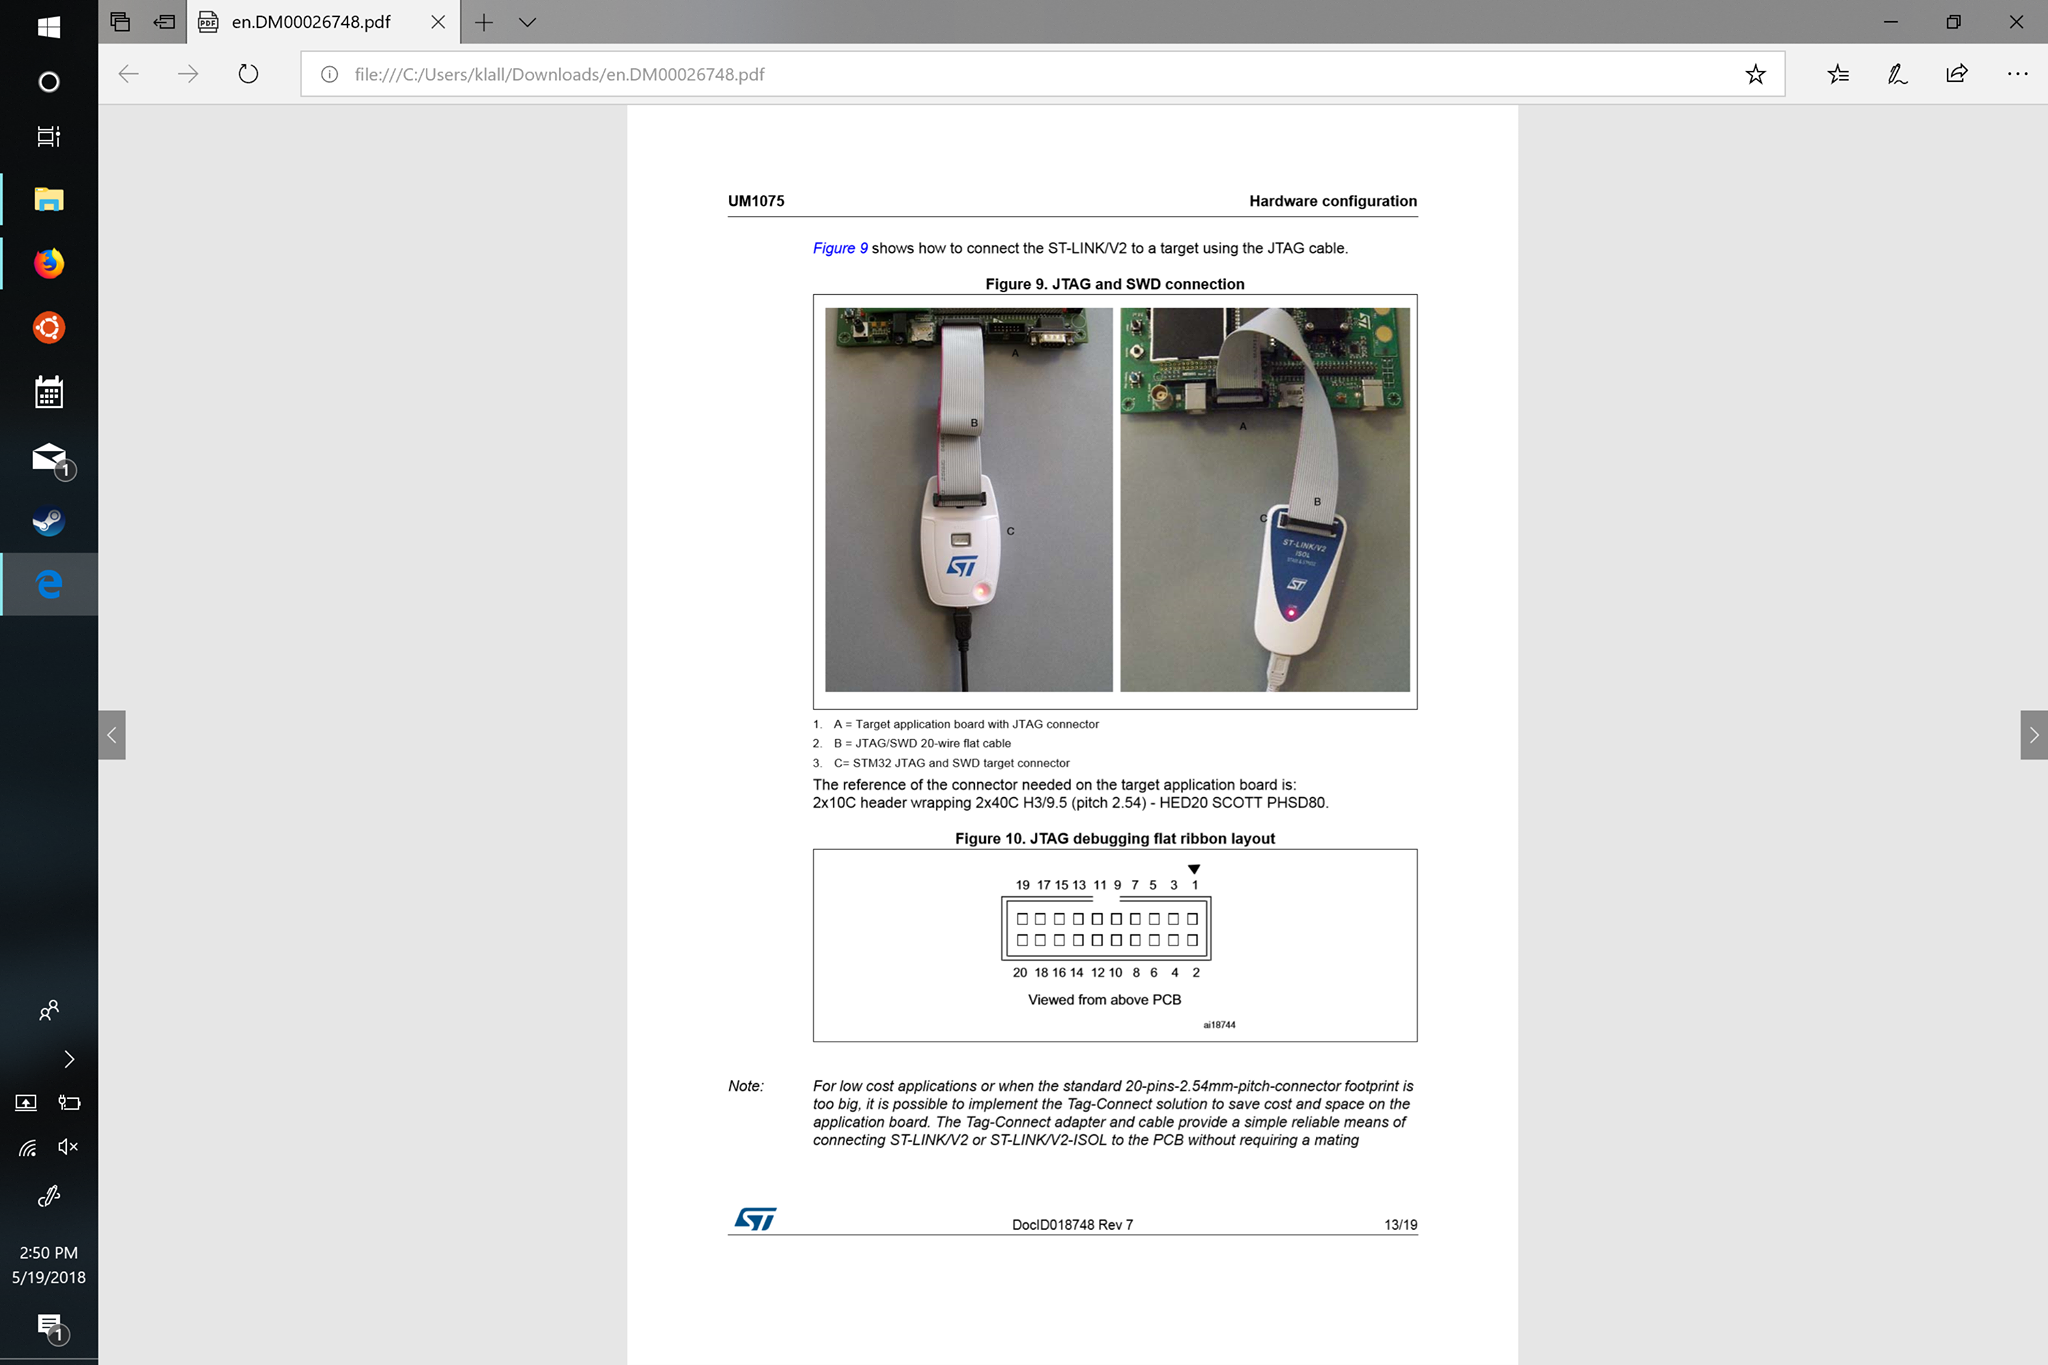 en.DM00026748.pdf
file:///C:/Users/klall/Downloads/en.DM00026748.pdf
UM1075
Hardware configuration
Figure 9 shows how to connect the ST-LINK/V2 to a target using the JTAG cable.
Figure 9. JTAG and SWD connection
A
B
C
ST
A
B
C
ST-LINK/V2
ISOL
ST
1. A = Target application board with JTAG connector
2. B = JTAG/SWD 20-wire flat cable
3. C= STM32 JTAG and SWD target connector
The reference of the connector needed on the target application board is:
2x10C header wrapping 2x40C H3/9.5 (pitch 2.54) - HED20 SCOTT PHSD80.
Figure 10. JTAG debugging flat ribbon layout
19 17 15 13 11 9 7 5 3 1
20 18 16 14 12 10 8 6 4 2
Viewed from above PCB
ai18744
Note: For low cost applications or when the standard 20-pins-2.54mm-pitch-connector footprint is
too big, it is possible to implement the Tag-Connect solution to save cost and space on the
application board. The Tag-Connect adapter and cable provide a simple reliable means of
connecting ST-LINK/V2 or ST-LINK/V2-ISOL to the PCB without requiring a mating
ST
DocID018748 Rev 7
13/19
1
2:50 PM
5/19/2018
1